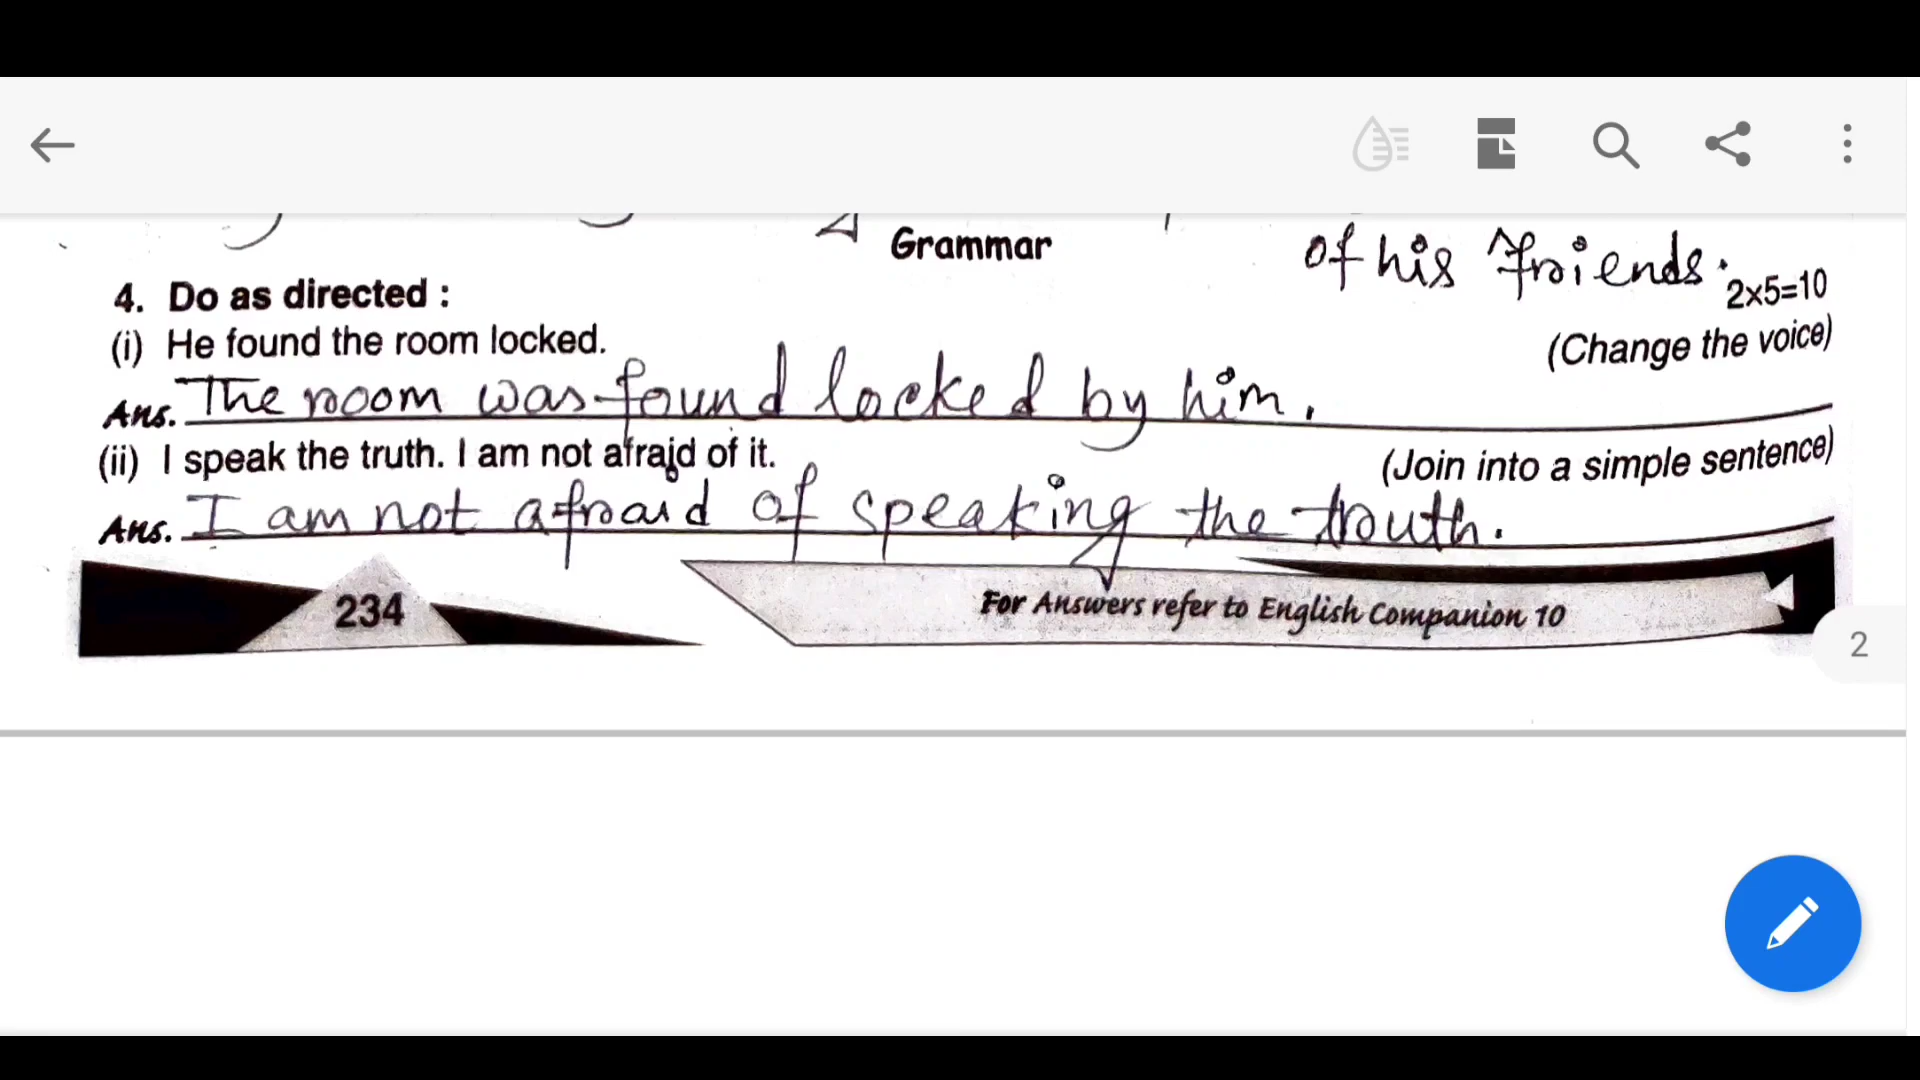 Grammar
of his friends.
2x5=10
4. Do as directed :
(i) He found the room locked.
(Change the voice)
Ans. The room was found locked by him.
(ii) I speak the truth. I am not afraid of it.
(Join into a simple sentence)
Ans. I am not afraid of speaking the truth.
234
For Answers refer to English Companion 10
2